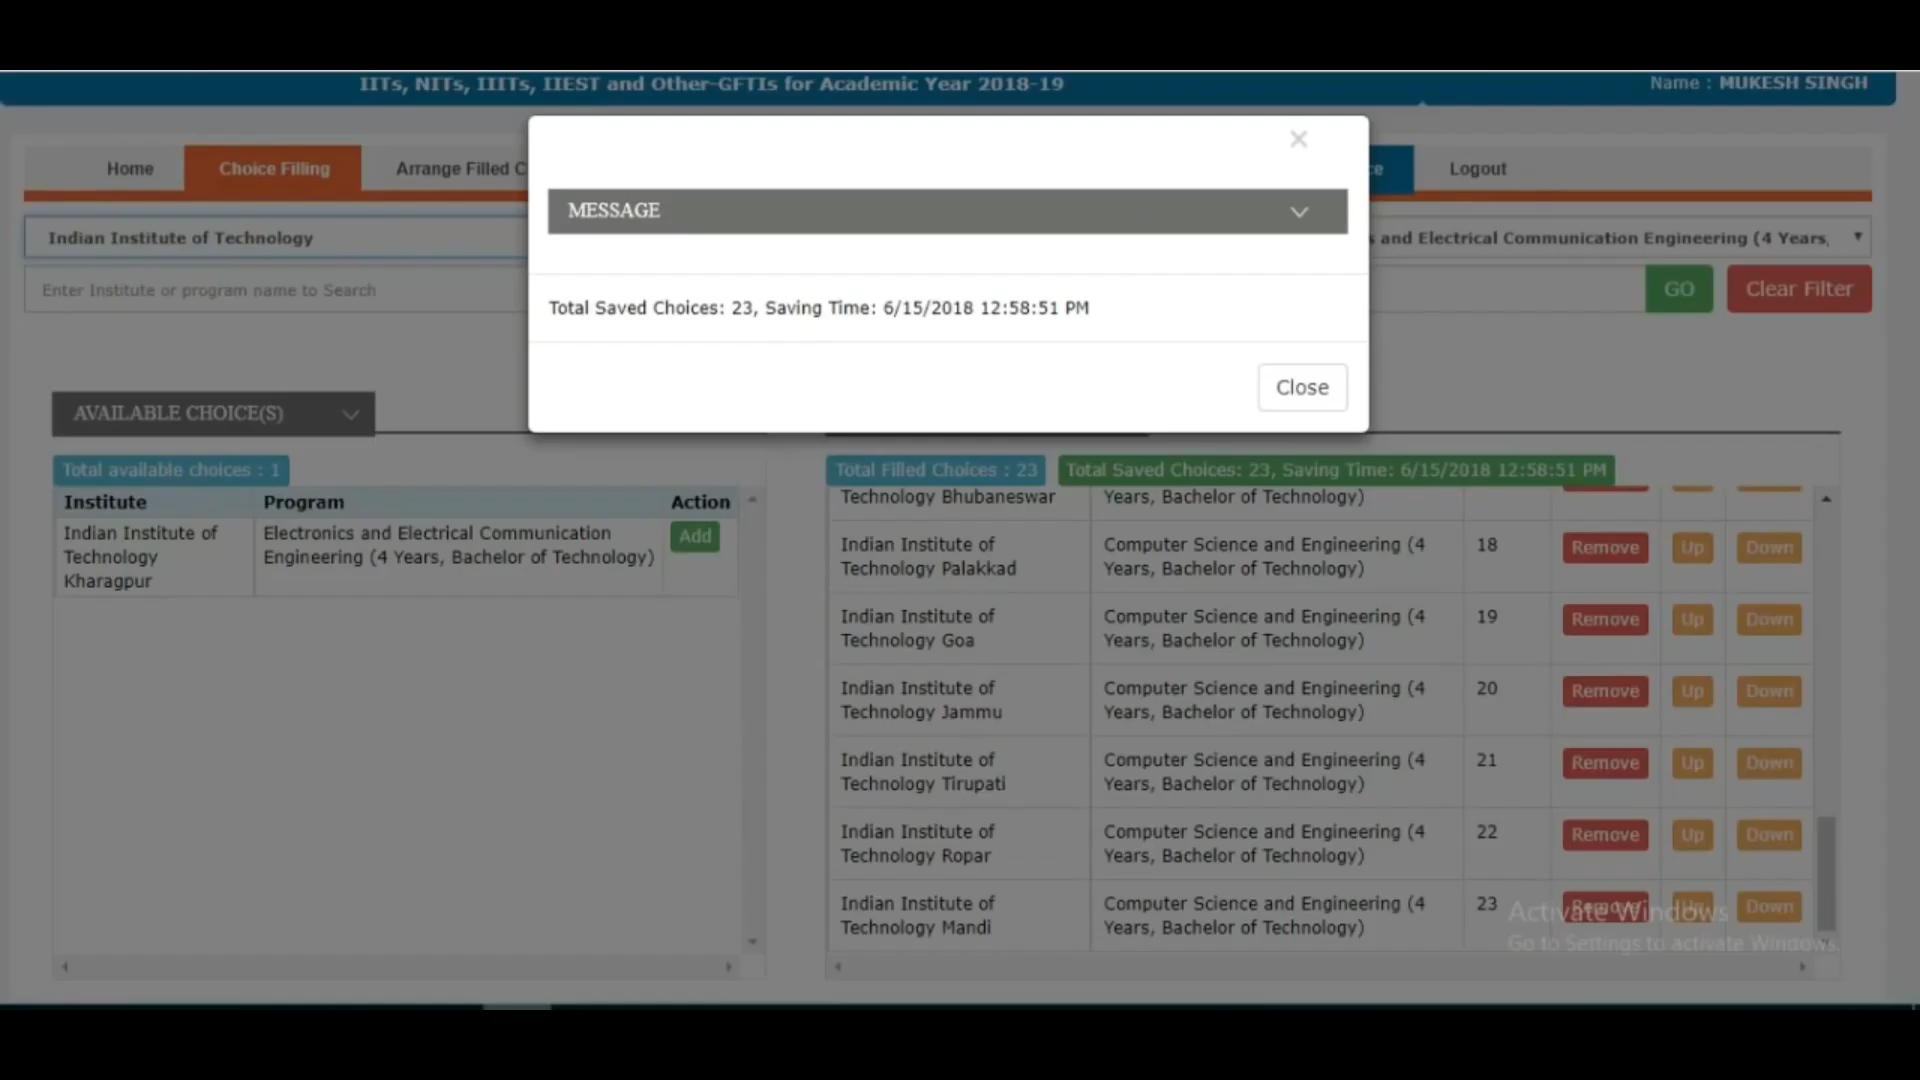 IITs, NITs, IIITs, IIEST and Other-GFTIs for Academic Year 2018-19
Name : MUKESH SINGH
Home
Choice Filling
Arrange Filled C
Logout
MESSAGE
Indian Institute of Technology
and Electrical Communication Engineering (4 Years,
Enter Institute or program name to Search
GO
Clear Filter
Total Saved Choices: 23, Saving Time: 6/15/2018 12:58:51 PM
Close
AVAILABLE CHOICE(S)
Total available choices : 1
Institute Program Action
Indian Institute of
Technology
Kharagpur
Electronics and Electrical Communication
Engineering (4 Years, Bachelor of Technology)
Add
Total Filled Choices : 23
Total Saved Choices: 23, Saving Time: 6/15/2018 12:58:51 PM
Technology Bhubaneswar
Years, Bachelor of Technology)
Indian Institute of
Technology Palakkad
Computer Science and Engineering (4
Years, Bachelor of Technology)
18
Remove
Up
Down
Indian Institute of
Technology Goa
Computer Science and Engineering (4
Years, Bachelor of Technology)
19
Remove
Up
Down
Indian Institute of
Technology Jammu
Computer Science and Engineering (4
Years, Bachelor of Technology)
20
Remove
Up
Down
Indian Institute of
Technology Tirupati
Computer Science and Engineering (4
Years, Bachelor of Technology)
21
Remove
Up
Down
Indian Institute of
Technology Ropar
Computer Science and Engineering (4
Years, Bachelor of Technology)
22
Remove
Up
Down
Indian Institute of
Technology Mandi
Computer Science and Engineering (4
Years, Bachelor of Technology)
23
Remove
Up
Down
Activate Windows
Go to Settings to activate Windows.